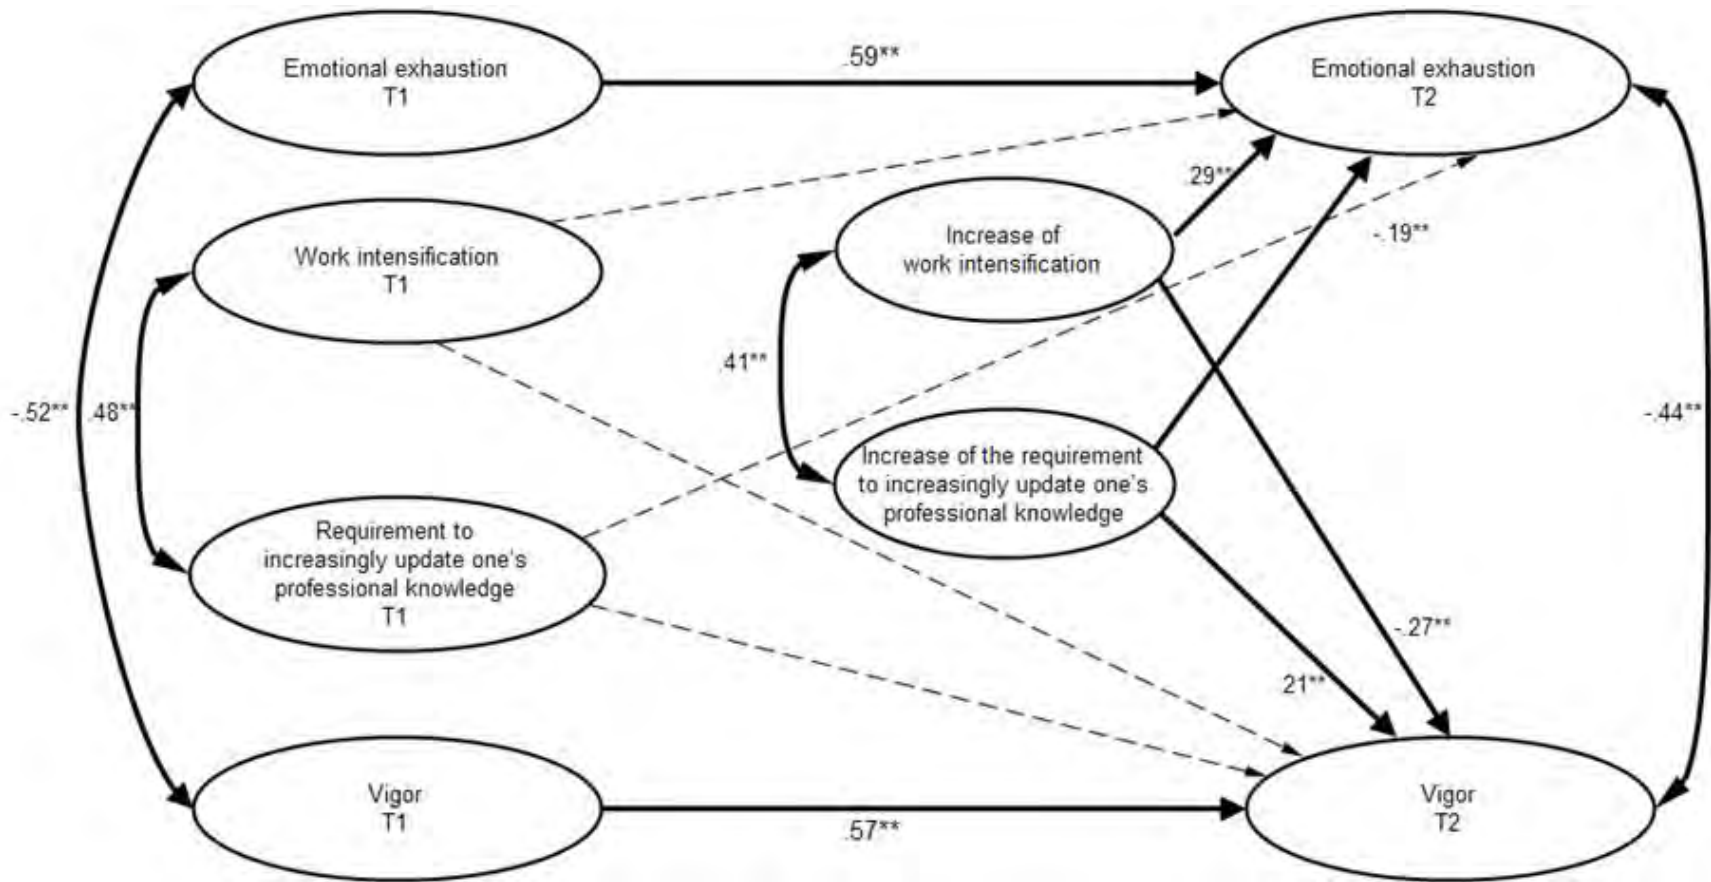 .59**
Emotional exhaustion
T1
Emotional exhaustion
T2
.29**
-.19**
Work intensification
T1
Increase of
work intensification
-.52**
.48**
.41**
-.44**
Increase of the requirement
to increasingly update one's
professional knowledge
Requirement to
increasingly update one's
professional knowledge
T1
-.27**
21**
Vigor
T1
.57**
Vigor
T2